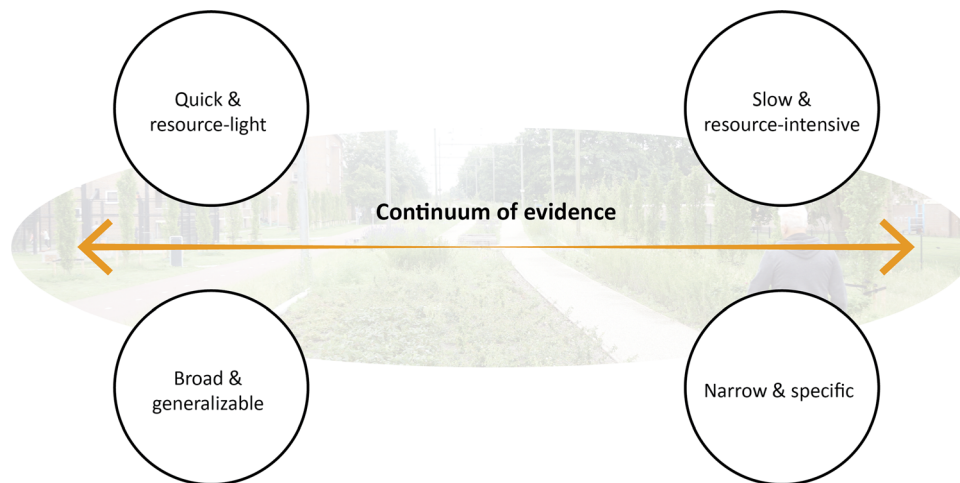 Quick &
resource-light
Slow &
resource-intensive
Continuum of evidence
Broad &
generalizable
Narrow & specific